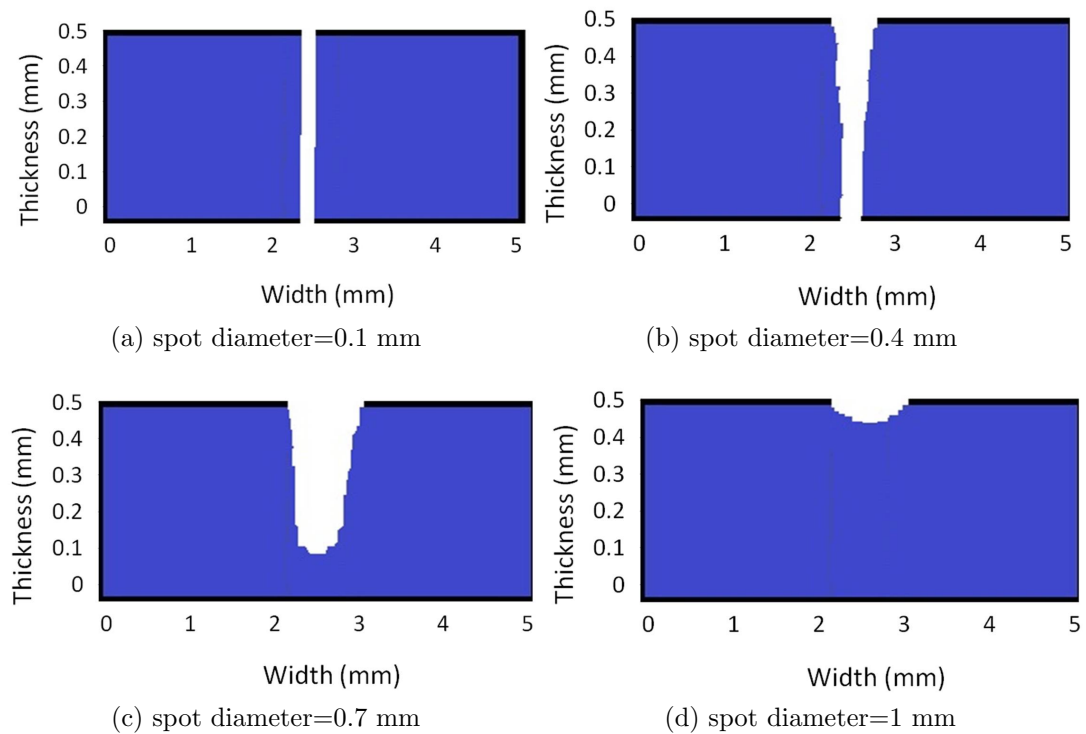 0.5
0.4
0.3
0.2
0.1
0
Thickness (mm)
0 1 2 3 4 5
Width (mm)
(a) spot diameter=0.1 mm
0.5
0.4
0.3
0.2
0.1
0
Thickness (mm)
0 1 2 3 4 5
Width (mm)
(b) spot diameter=0.4 mm
0.5
0.4
0.3
0.2
0.1
0
Thickness (mm)
0 1 2 3 4 5
Width (mm)
(c) spot diameter=0.7 mm
0.5
0.4
0.3
0.2
0.1
0
Thickness (mm)
0 1 2 3 4 5
Width (mm)
(d) spot diameter=1 mm